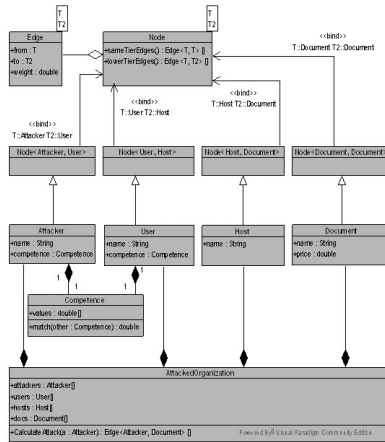 T
T2
T
T2
Edge
+from : T
+to : T2
+weight : double
Node
+sameTierEdges() : Edge<T, T> []
+lowerTierEdges() : Edge<T, T2> []
<<bind>>
T::Document T2::Document
<<bind>>
T::User T2::Host
<<bind>>
T::Host T2::Document
<<bind>>
T::Attacker T2::User
Node<Attacker, User>
Node<User, Host>
Node<Host, Document>
Node<Document, Document>
Attacker
+name : String
+competence : Competence
User
+name : String
+competence : Competence
Host
+name : String
Document
+name : String
+price : double
1
1
1
1
Competence
+values : double[]
+match(other : Competence) : double
AttackedOrganization
+attackers : Attacker[]
+users : User[]
+hosts : Host[]
+docs : Document[]
+Calculate Attack(a : Attacker) : Edge<Attacker, Document> []
Powered By Visual Paradigm Community Edition